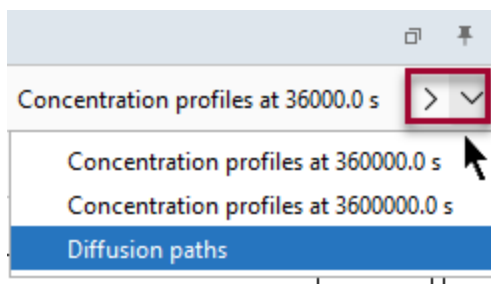 Concentration profiles at 36000.0 s
Concentration profiles at 360000.0 s
Concentration profiles at 3600000.0 s
Diffusion paths